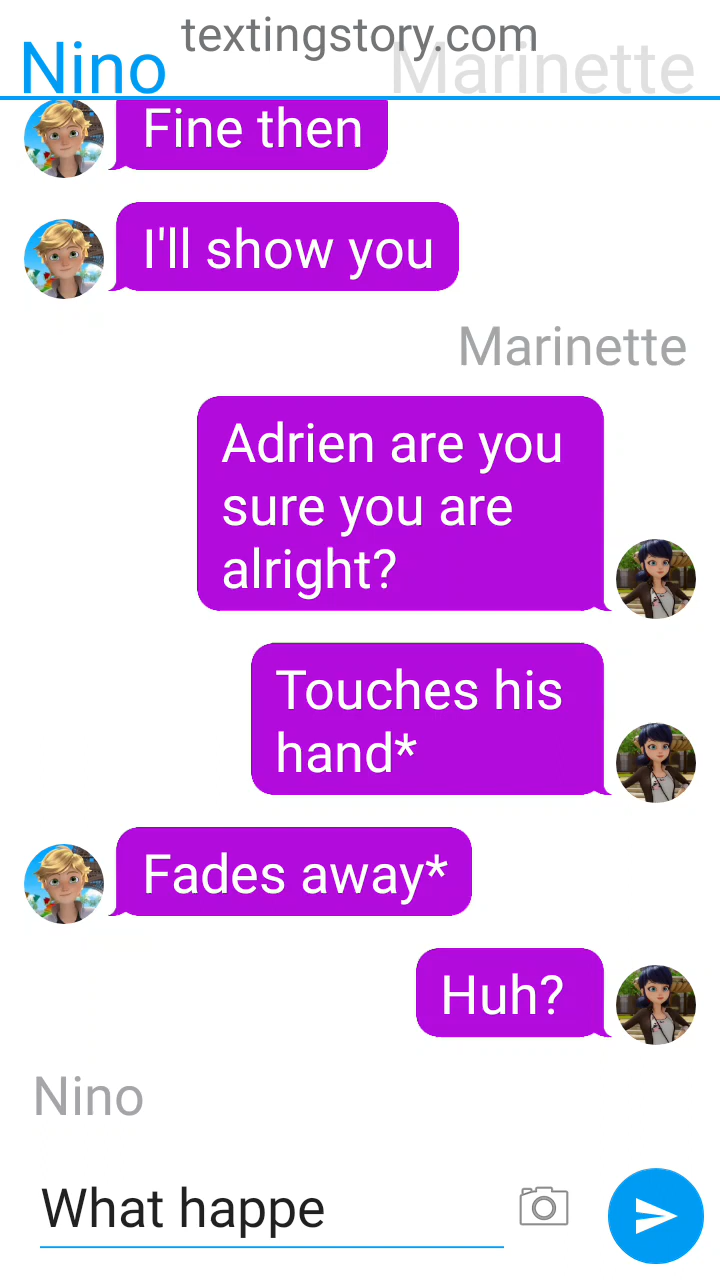 textingstory.com
Nino
Marinette
Fine then
I'll show you
Marinette
Adrien are you
sure you are
alright?
Touches his
hand*
Fades away*
Huh?
Nino
What happe